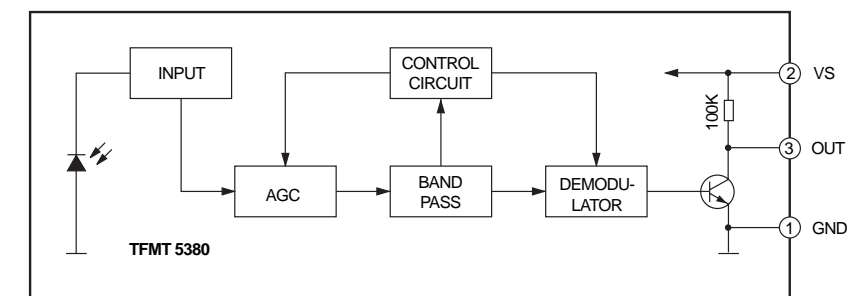 INPUT
CONTROL
CIRCUIT
2 VS
100K
3 OUT
AGC
BAND
PASS
DEMODU-
LATOR
1 GND
TFMT 5380